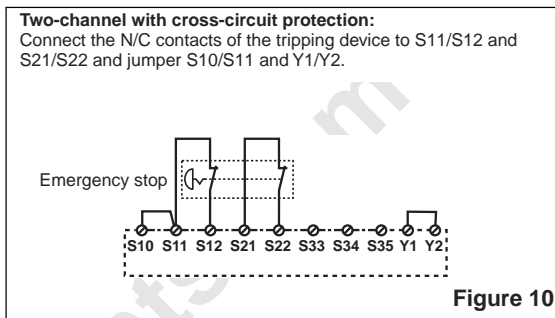 Two-channel with cross-circuit protection:
Connect the N/C contacts of the tripping device to S11/S12 and
S21/S22 and jumper S10/S11 and Y1/Y2.
Emergency stop
S10 S11 S12 S21 S22 S33 S34 S35 Y1 Y2
Figure 10